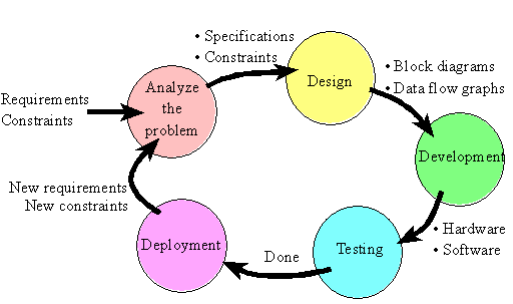 Requirements
Constraints
Analyze
the
problem
• Specifications
• Constraints
Design
• Block diagrams
• Data flow graphs
Development
• Hardware
• Software
Testing
Done
Deployment
New requirements
New constraints